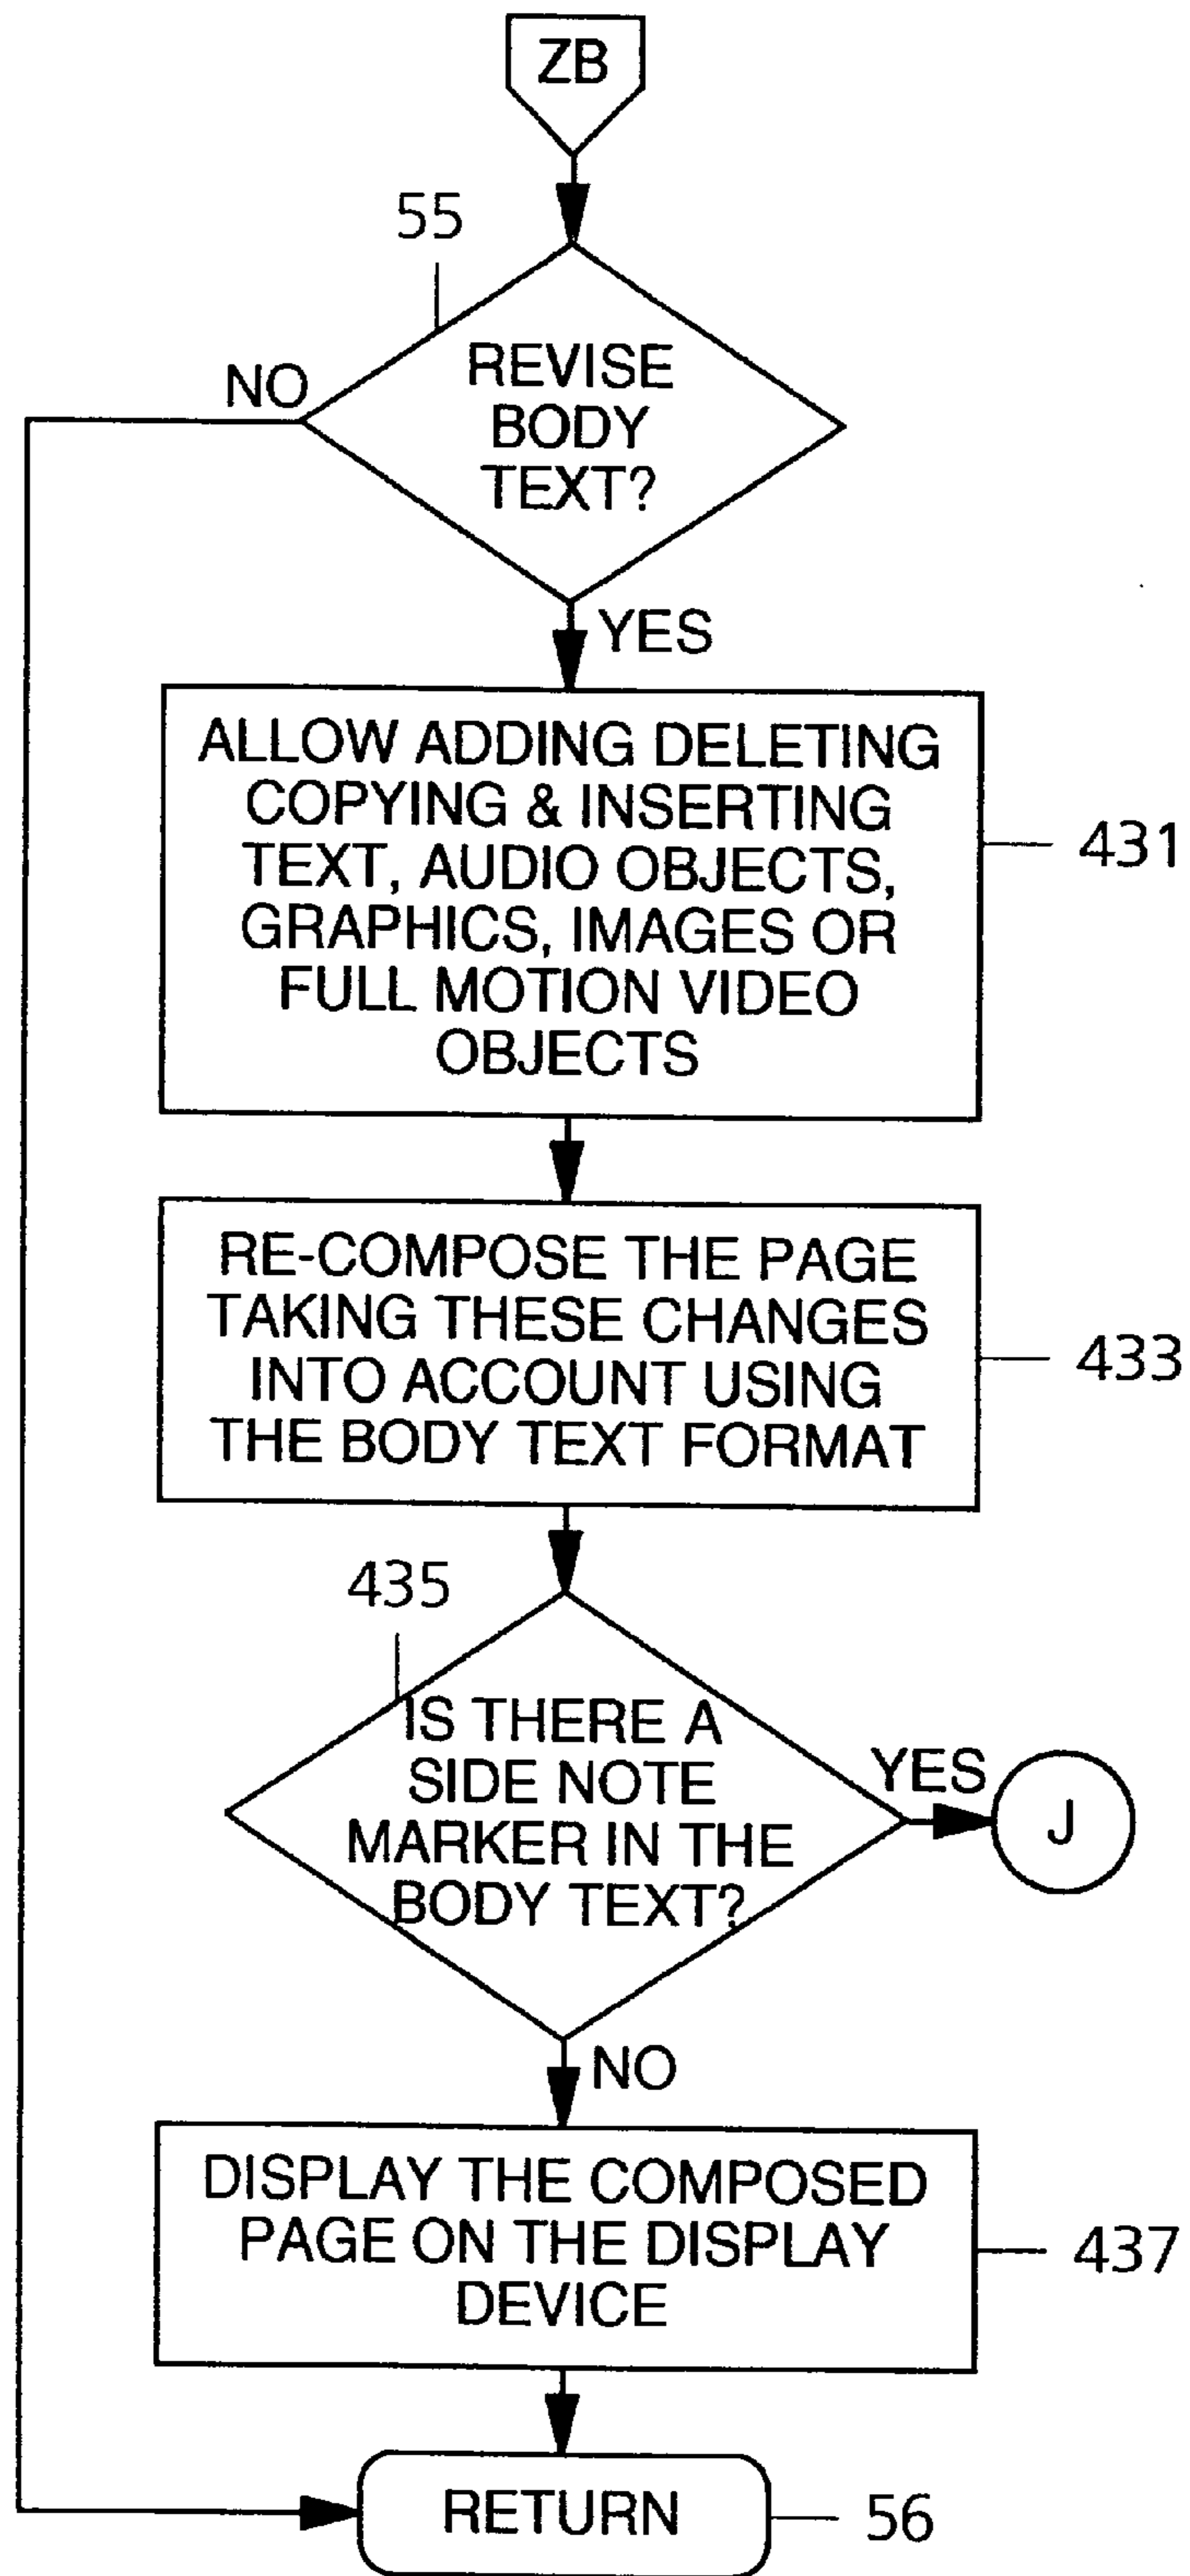 ZB
55
NO
REVISE
BODY
TEXT?
YES
ALLOW ADDING DELETING
COPYING & INSERTING
TEXT, AUDIO OBJECTS,
GRAPHICS, IMAGES OR
FULL MOTION VIDEO
OBJECTS
431
RE-COMPOSE THE PAGE
TAKING THESE CHANGES
INTO ACCOUNT USING
THE BODY TEXT FORMAT
433
435
IS THERE A
SIDE NOTE
MARKER IN THE
BODY TEXT?
YES
J
NO
DISPLAY THE COMPOSED
PAGE ON THE DISPLAY
DEVICE
437
RETURN
56